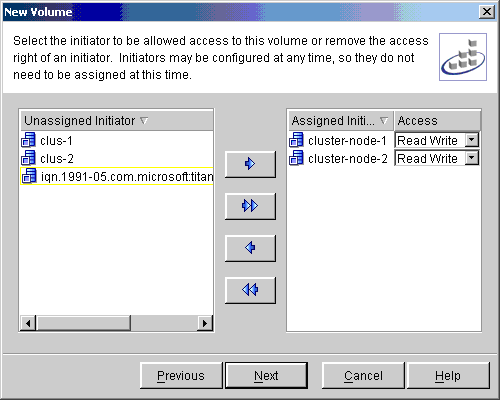 New Volume
Select the initiator to be allowed access to this volume or remove the access
right of an initiator. Initiators may be configured at any time, so they do not
need to be assigned at this time.
Unassigned Initiator
clus-1
clus-2
iqn.1991-05.com.microsoft:titan
Assigned Initi... Access
cluster-node-1 Read Write
cluster-node-2 Read Write
Previous Next Cancel Help